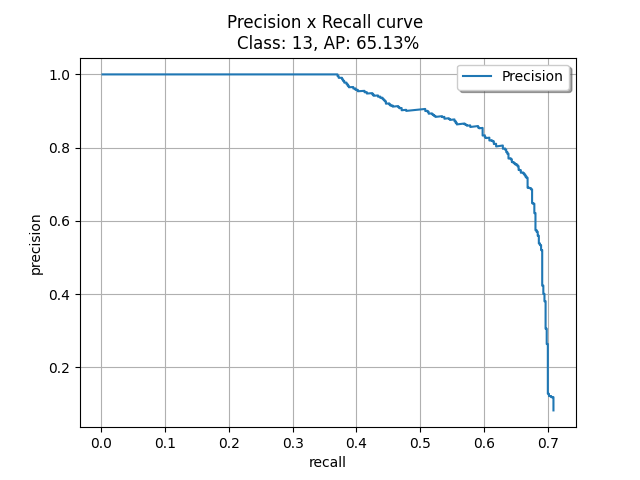 Precision x Recall curve
Class: 13, AP: 65.13%
Precision
1.0
0.8
0.6
0.4
0.2
precision
0.0 0.1 0.2 0.3 0.4 0.5 0.6 0.7
recall